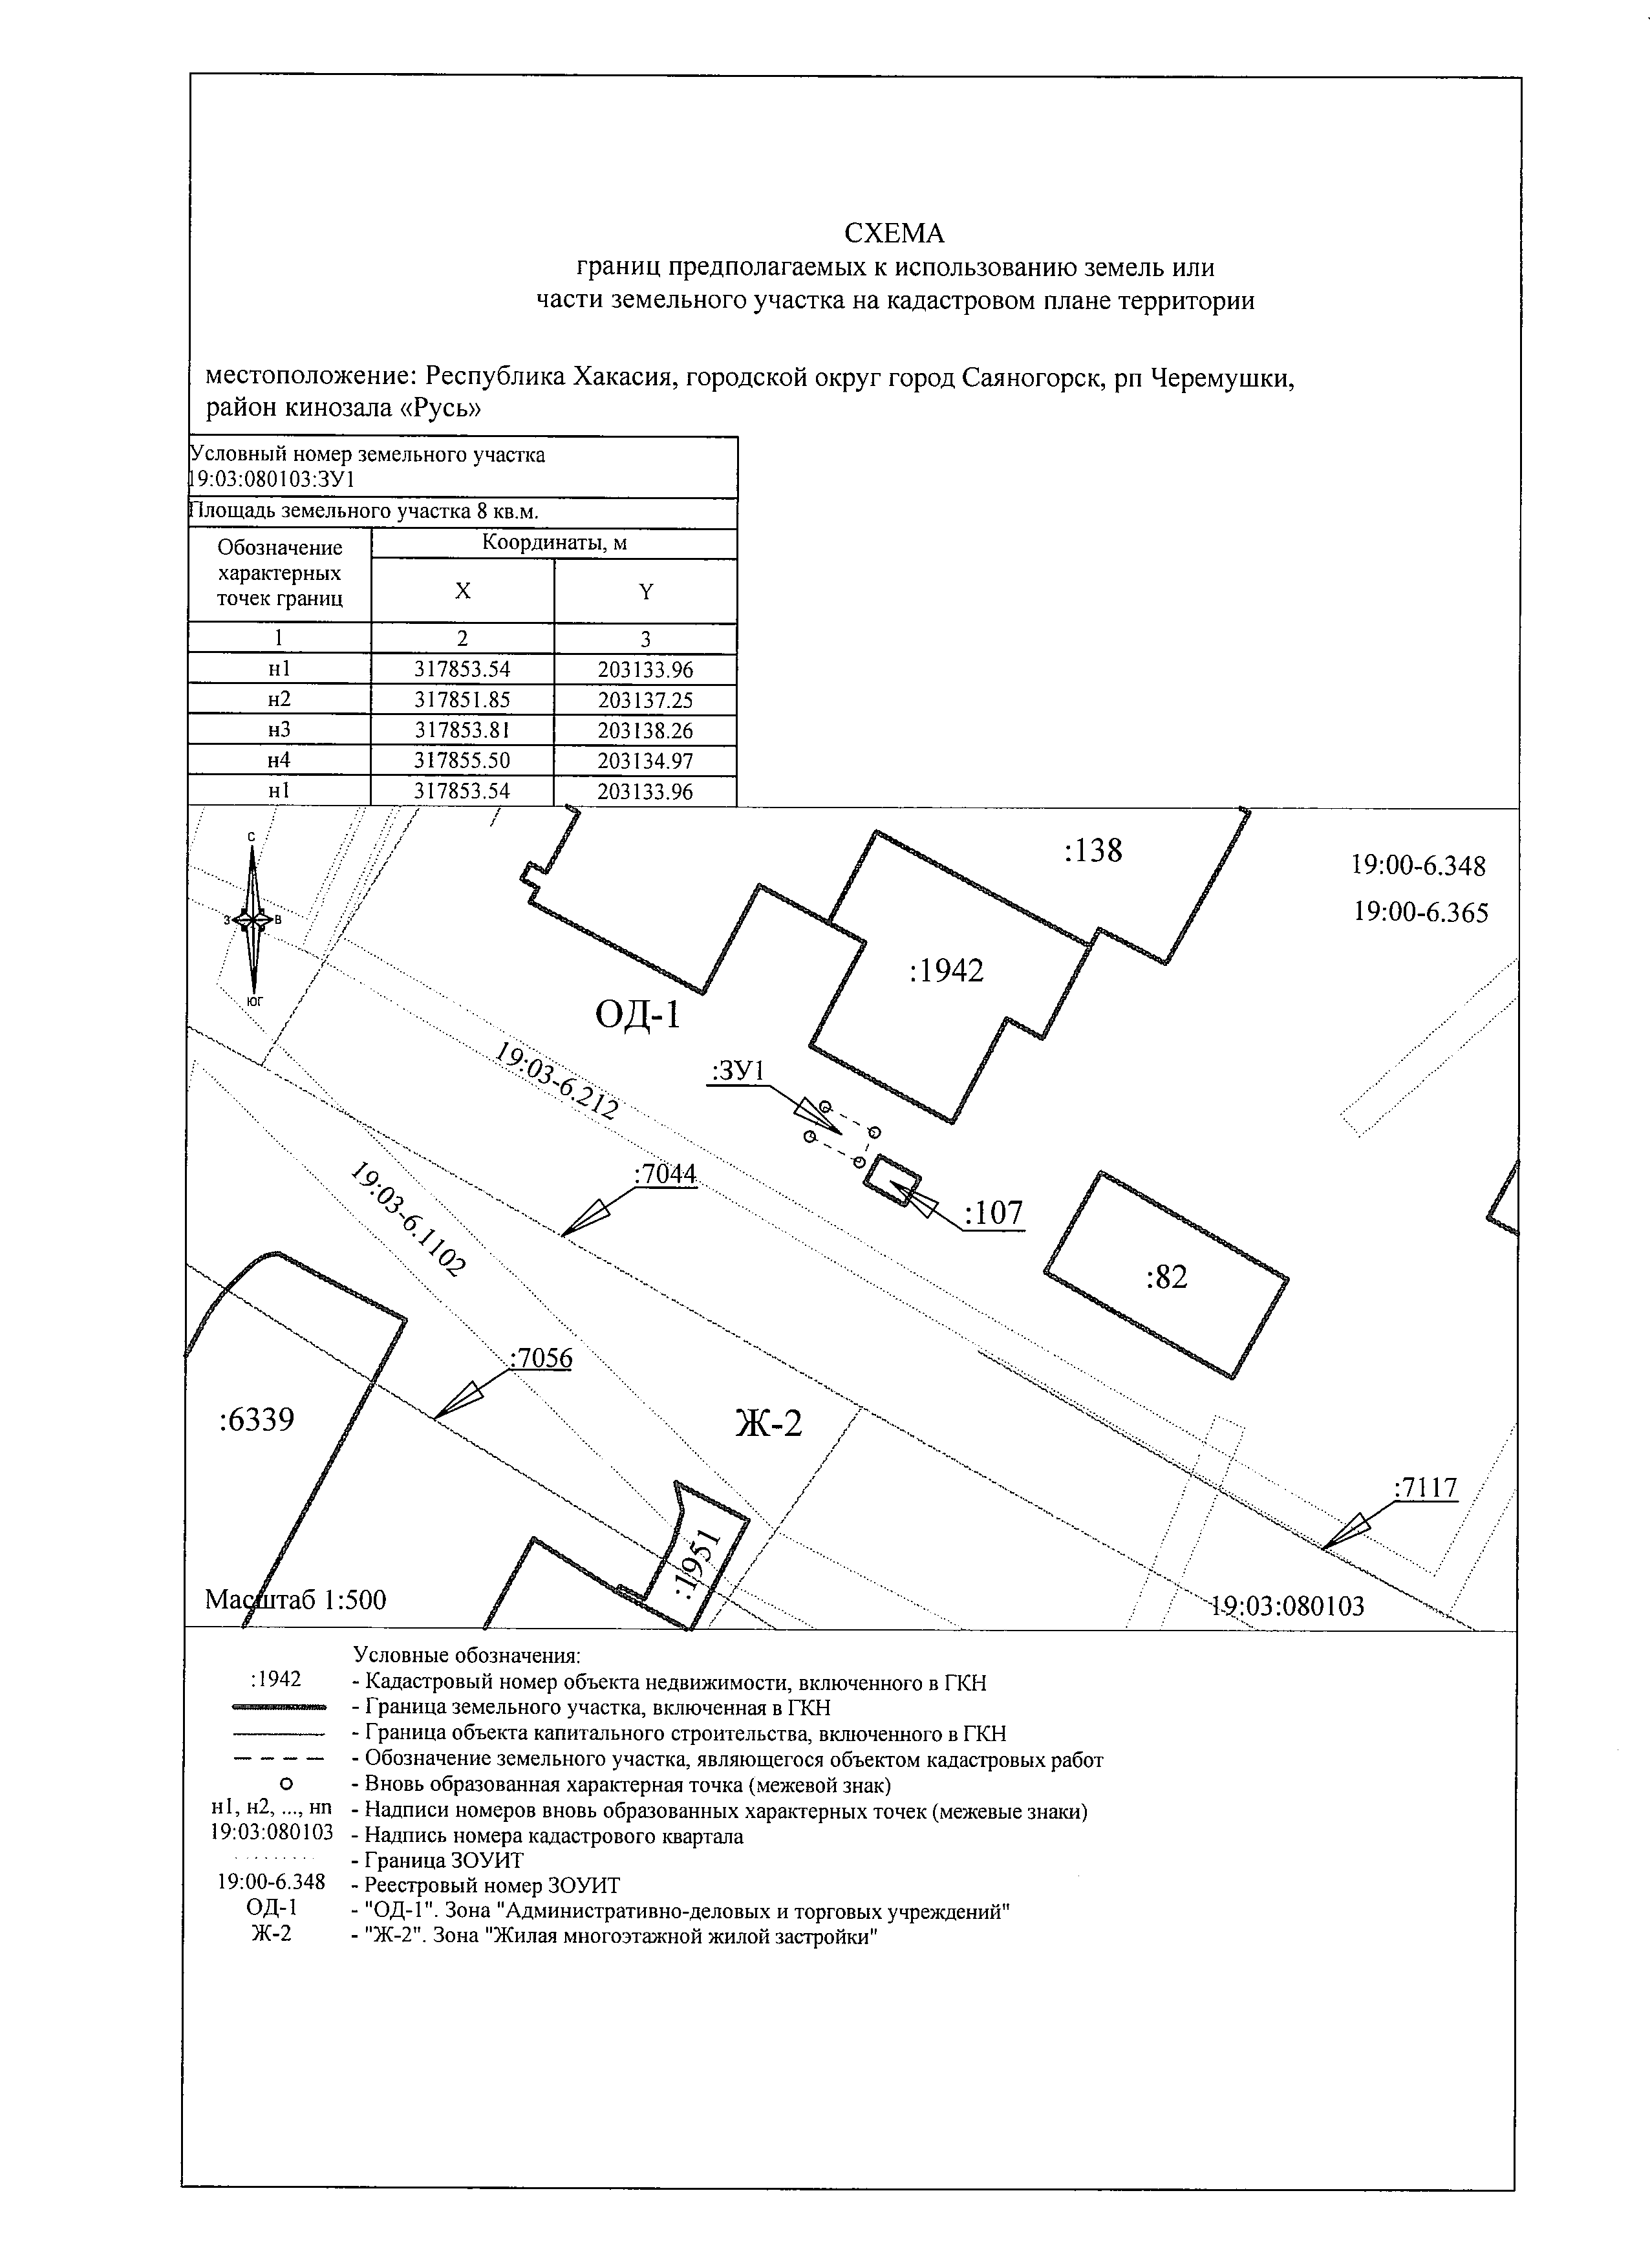 СХЕМА
границ предполагаемых к использованию земель или
части земельного участка на кадастровом плане территории
местоположение: Республика Хакасия, городской округ город Саяногорск, рп Черемушки,
район кинозала «Русь»
Условный номер земельного участка
19:03:080103:ЗУ1
Площадь земельного участка 8 кв.м.
Обозначение характерных точек границ Координаты, м
X Y
1 2 3
н1 317853.54 203133.96
н2 317851.85 203137.25
н3 317853.81 203138.26
н4 317855.50 203134.97
н1 317853.54 203133.96
С
З В
ЮГ
:138
19:00-6.348
19:00-6.365
:1942
ОД-1
19:03-6.212
:ЗУ1
:7044
19:03-6.1102
:107
:82
:7056
:6339
Ж-2
:7117
:1951
Масштаб 1:500
19:03:080103
Условные обозначения:
:1942 - Кадастровый номер объекта недвижимости, включенного в ГКН
- Граница земельного участка, включенная в ГКН
- Граница объекта капитального строительства, включенного в ГКН
- Обозначение земельного участка, являющегося объектом кадастровых работ
- Вновь образованная характерная точка (межевой знак)
н1, н2, ..., нп - Надписи номеров вновь образованных характерных точек (межевые знаки)
19:03:080103 - Надпись номера кадастрового квартала
- Граница ЗОУИТ
19:00-6.348 - Реестровый номер ЗОУИТ
ОД-1 - "ОД-1". Зона "Административно-деловых и торговых учреждений"
Ж-2 - "Ж-2". Зона "Жилая многоэтажной жилой застройки"